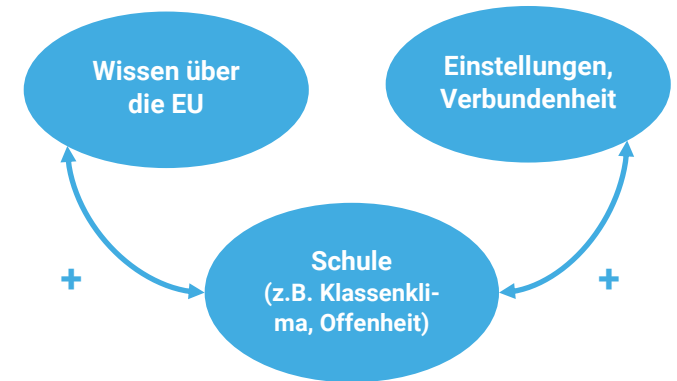 Wissen über
die EU
Einstellungen,
Verbundenheit
Schule
(z.B. Klassenkli-
ma, Offenheit)
+
+